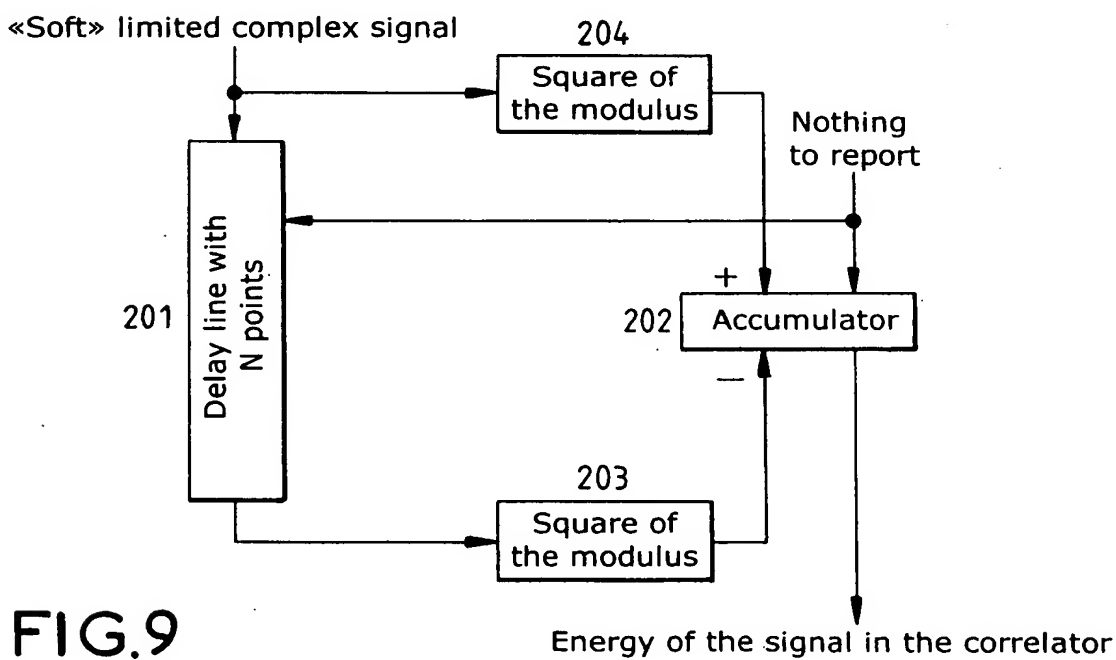 «Soft» limited complex signal
204
Square of
the modulus
Nothing
to report
Delay line with
N points
201
+
202
Accumulator
—
203
Square of
the modulus
FIG.9
Energy of the signal in the correlator